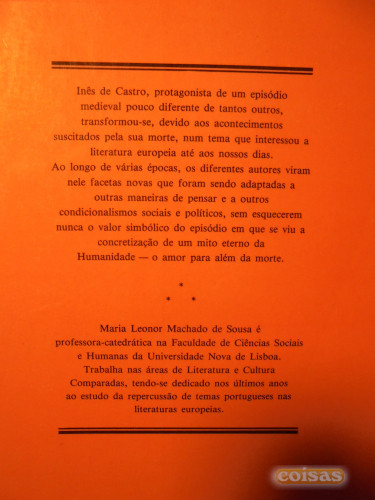 Inês de Castro, protagonista de um episódio
medieval pouco diferente de tantos outros,
transformou-se, devido aos acontecimentos
suscitados pela sua morte, num tema que interessou a
literatura europeia até aos nossos dias.
Ao longo de várias épocas, os diferentes autores viram
nele facetas novas que foram sendo adaptadas a
outras maneiras de pensar e a outros
condicionalismos sociais e políticos, sem esquecerem
nunca o valor simbólico do episódio em que se viu a
concretização de um mito eterno da
Humanidade — o amor para além da morte.
*
* *
Maria Leonor Machado de Sousa é
professora-catedrática na Faculdade de Ciências Sociais
e Humanas da Universidade Nova de Lisboa.
Trabalha nas áreas de Literatura e Cultura
Comparadas, tendo-se dedicado nos últimos anos
ao estudo da repercussão de temas portugueses nas
literaturas europeias.
coisas